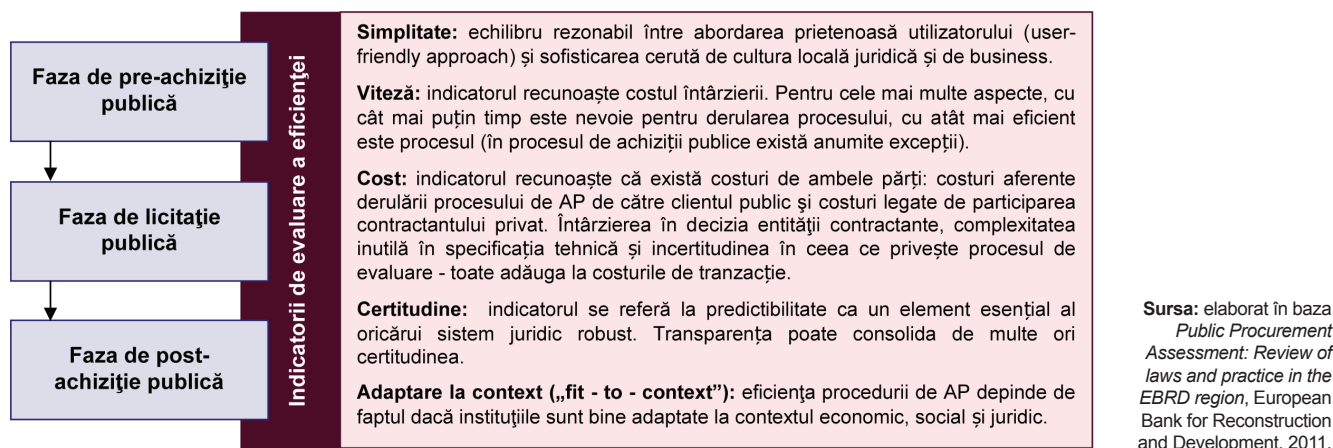 Faza de pre-achiziţie
publică
Faza de licitaţie
publică
Faza de post-
achiziţie publică
Indicatorii de evaluare a eficienţei
Simplitate: echilibru rezonabil între abordarea prietenoasă utilizatorului (user-
friendly approach) și sofisticarea cerută de cultura locală juridică și de business.
Viteză: indicatorul recunoaște costul întârzierii. Pentru cele mai multe aspecte, cu
cât mai puțin timp este nevoie pentru derularea procesului, cu atât mai eficient
este procesul (în procesul de achiziții publice există anumite excepții).
Cost: indicatorul recunoaște că există costuri de ambele părți: costuri aferente
derulării procesului de AP de către clientul public şi costuri legate de participarea
contractantului privat. Întârzierea în decizia entităţii contractante, complexitatea
inutilă în specificația tehnică și incertitudinea în ceea ce privește procesul de
evaluare - toate adăuga la costurile de tranzacție.
Certitudine: indicatorul se referă la predictibilitate ca un element esențial al
oricărui sistem juridic robust. Transparența poate consolida de multe ori
certitudinea.
Adaptare la context („fit - to - context”): eficienţa procedurii de AP depinde de
faptul dacă instituţiile sunt bine adaptate la contextul economic, social și juridic.
Sursa: elaborat în baza
Public Procurement
Assessment: Review of
laws and practice in the
EBRD region, European
Bank for Reconstruction
and Development, 2011.